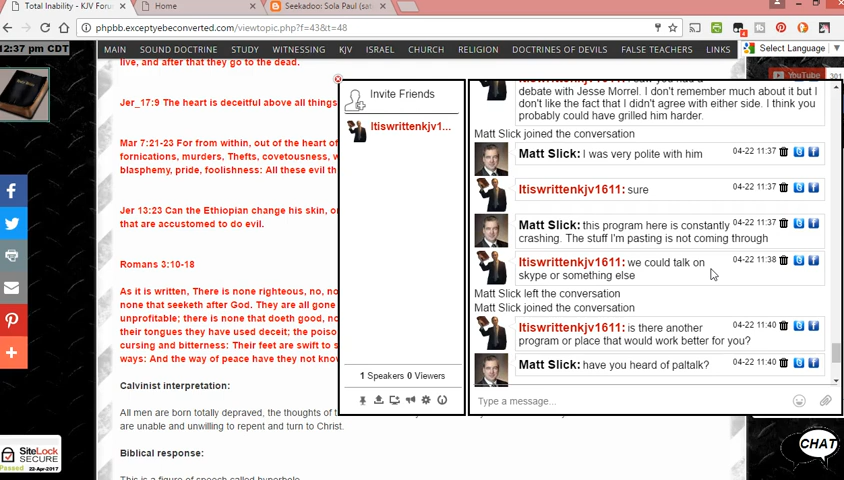 Total Inability - KJV Foru
Home
Seekadoo: Sola Paul (sat
phpbb.exceptyebeconverted.com/viewtopic.php?f=43&t=48
12:37 pm CDT
MAIN SOUND DOCTRINE STUDY WITNESSING KJV ISRAEL CHURCH RELIGION DOCTRINES OF DEVILS FALSE TEACHERS LINKS
Select Language
YouTube
live, and after that they go to the dead.
Jer_17:9 The heart is deceitful above all things
Mar 7:21-23 For from within, out of the heart of
fornications, murders, Thefts, covetousness, w
blasphemy, pride, foolishness: All these evil th
Jer 13:23 Can the Ethiopian change his skin, or
that are accustomed to do evil.
Romans 3:10-18
As it is written, There is none righteous, no, no
none that seeketh after God. They are all gone
unprofitable; there is none that doeth good, no
their tongues they have used deceit; the poiso
cursing and bitterness: Their feet are swift to s
ways: And the way of peace have they not know
Calvinist interpretation:
All men are born totally depraved, the thoughts of t
are unable and unwilling to repent and turn to Christ.
Biblical response:
This is a figure of speech called hyperbole
Invite Friends
Itiswrittenkjv1...
1 Speakers 0 Viewers
debate with Jesse Morrel. I don't remember much about it but I
don't like the fact that I didn't agree with either side. I think you
probably could have grilled him harder.
Matt Slick joined the conversation
Matt Slick: I was very polite with him 04-22 11:37
Itiswrittenkjv1611: sure 04-22 11:37
Matt Slick: this program here is constantly 04-22 11:37
crashing. The stuff I'm pasting is not coming through
Itiswrittenkjv1611: we could talk on 04-22 11:38
skype or something else
Matt Slick left the conversation
Matt Slick joined the conversation
Itiswrittenkjv1611: is there another 04-22 11:40
program or place that would work better for you?
Matt Slick: have you heard of paltalk? 04-22 11:40
Type a message...
SiteLock
SECURE
Passed 22-Apr-2017
CHAT